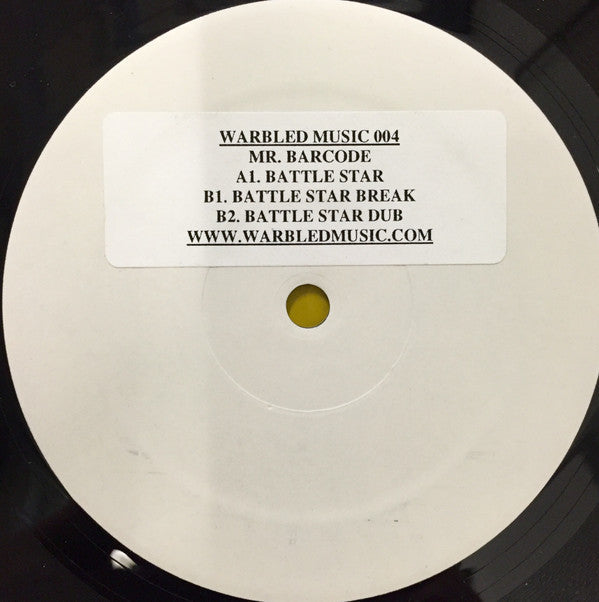 WARBLED MUSIC 004
MR. BARCODE
A1. BATTLE STAR
B1. BATTLE STAR BREAK
B2. BATTLE STAR DUB
WWW.WARBLEDMUSIC.COM